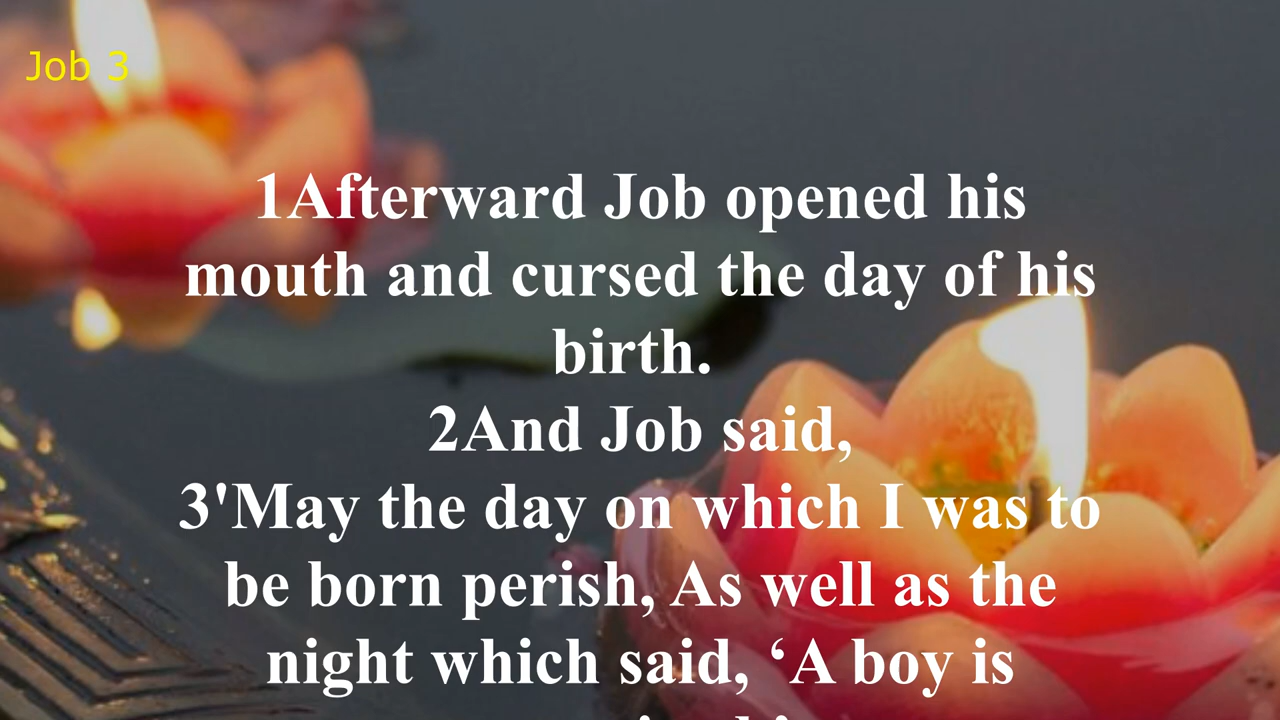 Job 3
1Afterward Job opened his
mouth and cursed the day of his
birth.
2And Job said,
3'May the day on which I was to
be born perish, As well as the
night which said, ‘A boy is